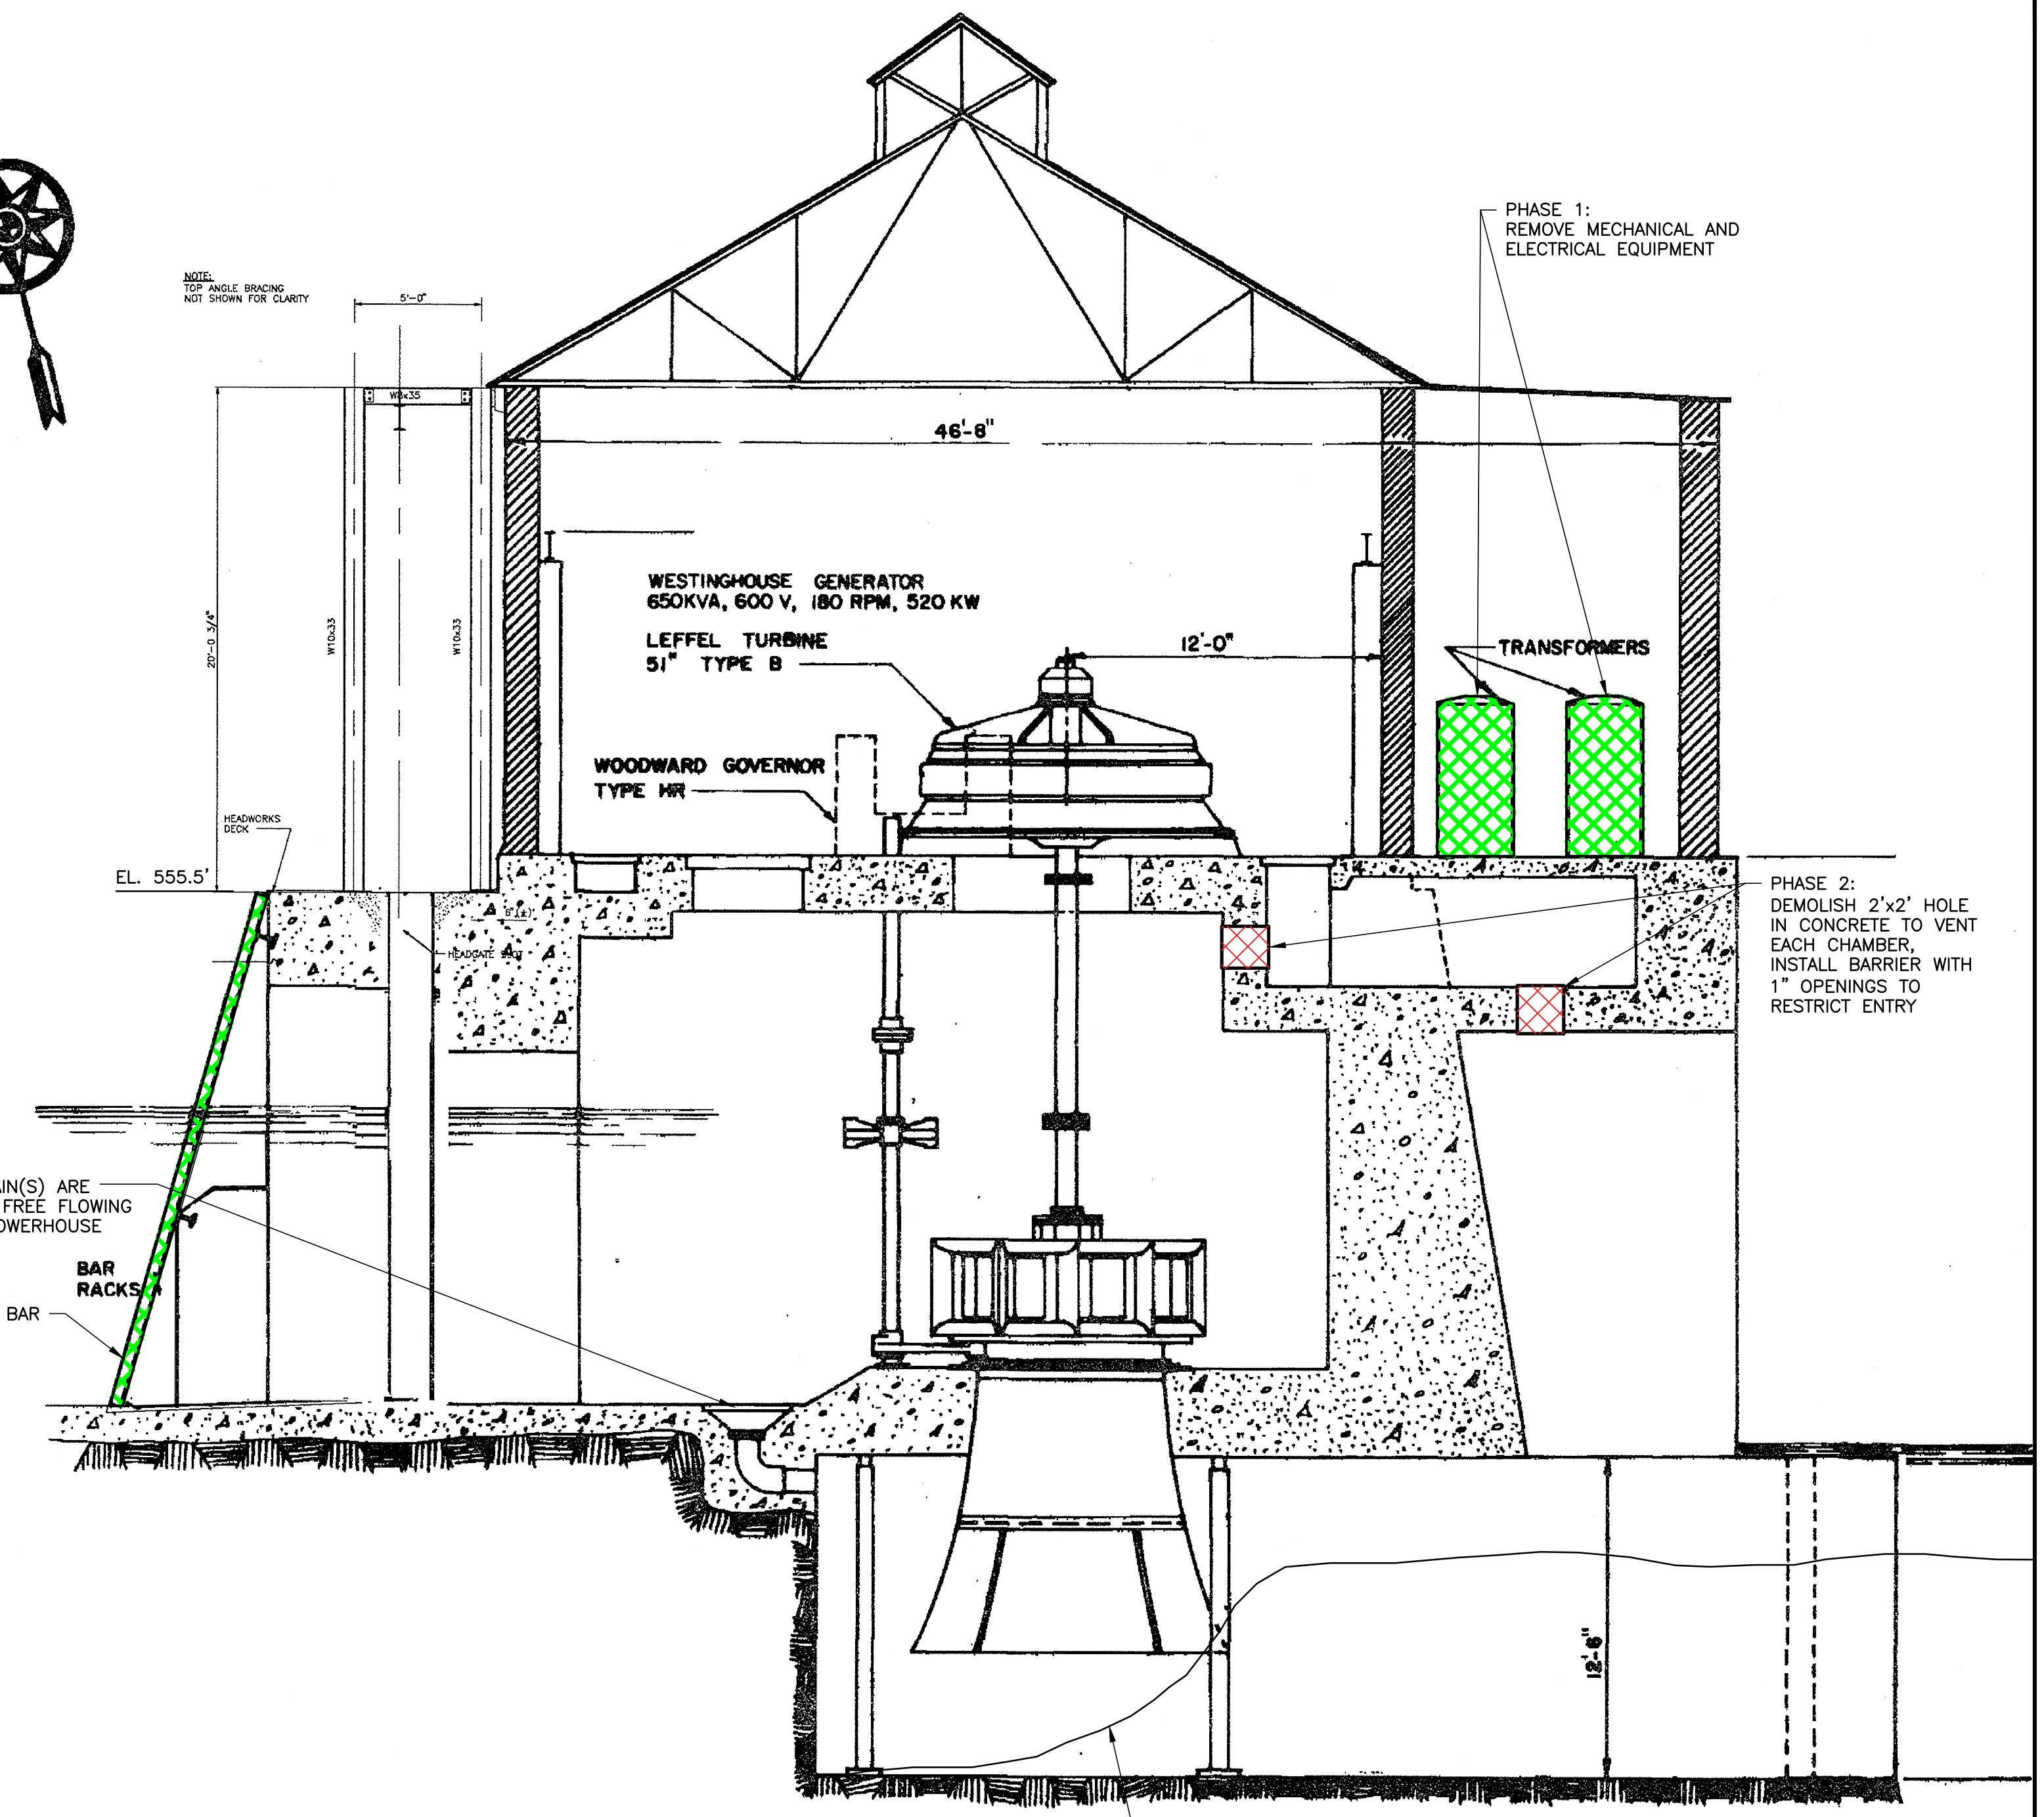 PHASE 1:
REMOVE MECHANICAL AND
ELECTRICAL EQUIPMENT
NOTE:
TOP ANGLE BRACING
NOT SHOWN FOR CLARITY
5'-0"
W8x35
46'-8"
20'-0 3/4"
W10x33
W10x33
WESTINGHOUSE GENERATOR
650KVA, 600 V, 180 RPM, 520 KW
LEFFEL TURBINE
51" TYPE B
12'-0"
TRANSFORMERS
WOODWARD GOVERNOR
TYPE HR
HEADWORKS
DECK
EL. 555.5'
PHASE 2:
DEMOLISH 2'x2' HOLE
IN CONCRETE TO VENT
EACH CHAMBER,
INSTALL BARRIER WITH
1" OPENINGS TO
RESTRICT ENTRY
6"(±)
HEADGATE SLOT
AIN(S) ARE
FREE FLOWING
OWERHOUSE
BAR
RACKS
BAR
12'-6"